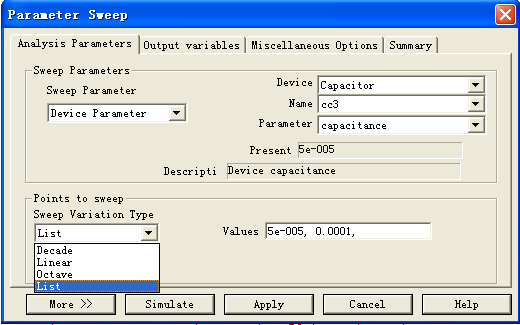 Parameter Sweep
Analysis Parameters Output variables Miscellaneous Options Summary
Sweep Parameters
Sweep Parameter
Device Parameter
Device Capacitor
Name cc3
Parameter capacitance
Present 5e-005
Descripti Device capacitance
Points to sweep
Sweep Variation Type
List
Values 5e-005, 0.0001,
Decade
Linear
Octave
List
More >> Simulate Apply Cancel Help